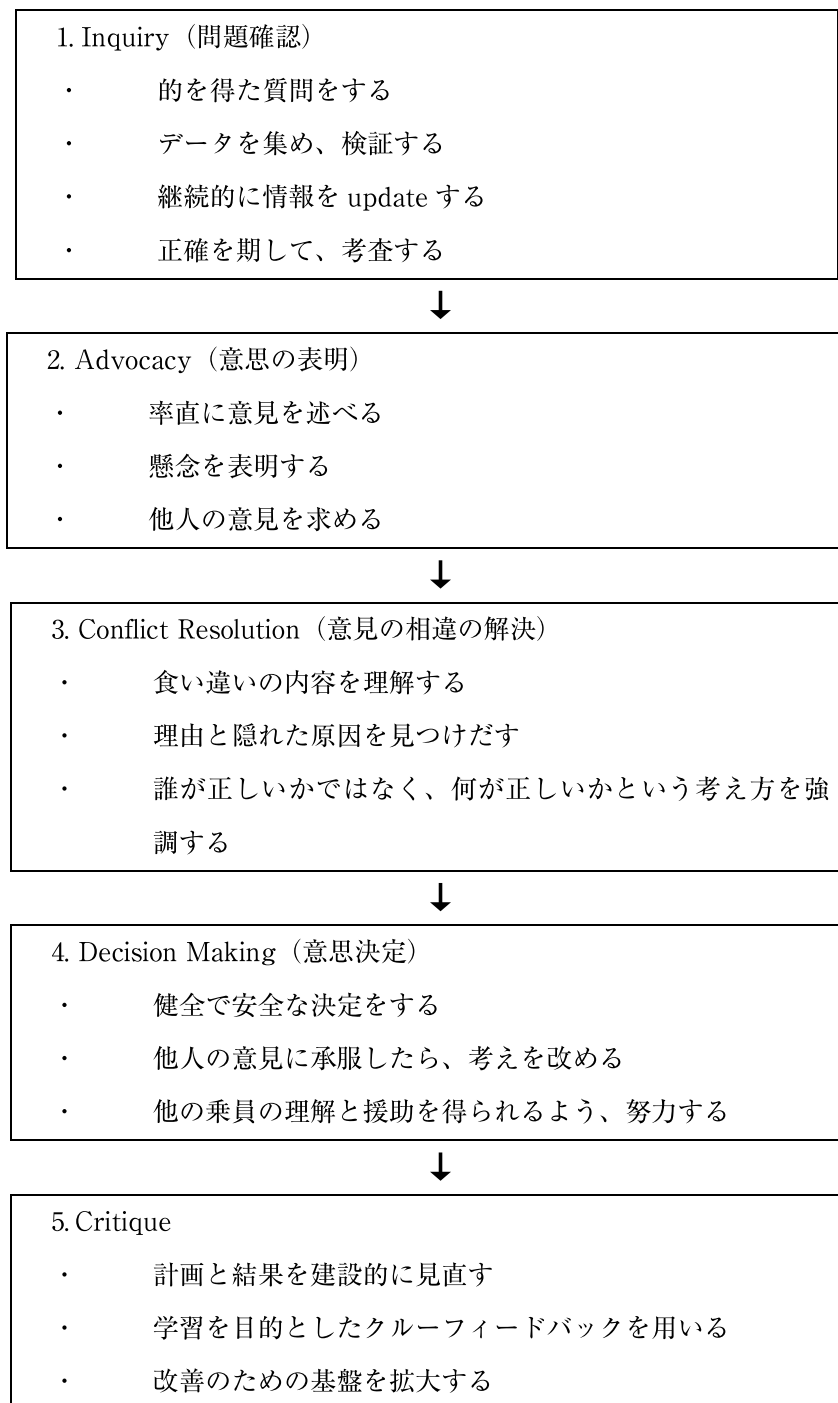 1. Inquiry（問題確認）
・ 的を得た質問をする
・ データを集め、検証する
・ 継続的に情報を update する
・ 正確を期して、考査する
↓
2. Advocacy（意思の表明）
・ 率直に意見を述べる
・ 懸念を表明する
・ 他人の意見を求める
↓
3. Conflict Resolution（意見の相違の解決）
・ 食い違いの内容を理解する
・ 理由と隠れた原因を見つけだす
・ 誰が正しいかではなく、何が正しいかという考え方を強
調する
↓
4. Decision Making（意思決定）
・ 健全で安全な決定をする
・ 他人の意見に承服したら、考えを改める
・ 他の乗員の理解と援助を得られるよう、努力する
↓
5. Critique
・ 計画と結果を建設的に見直す
・ 学習を目的としたクルーフィードバックを用いる
・ 改善のための基盤を拡大する